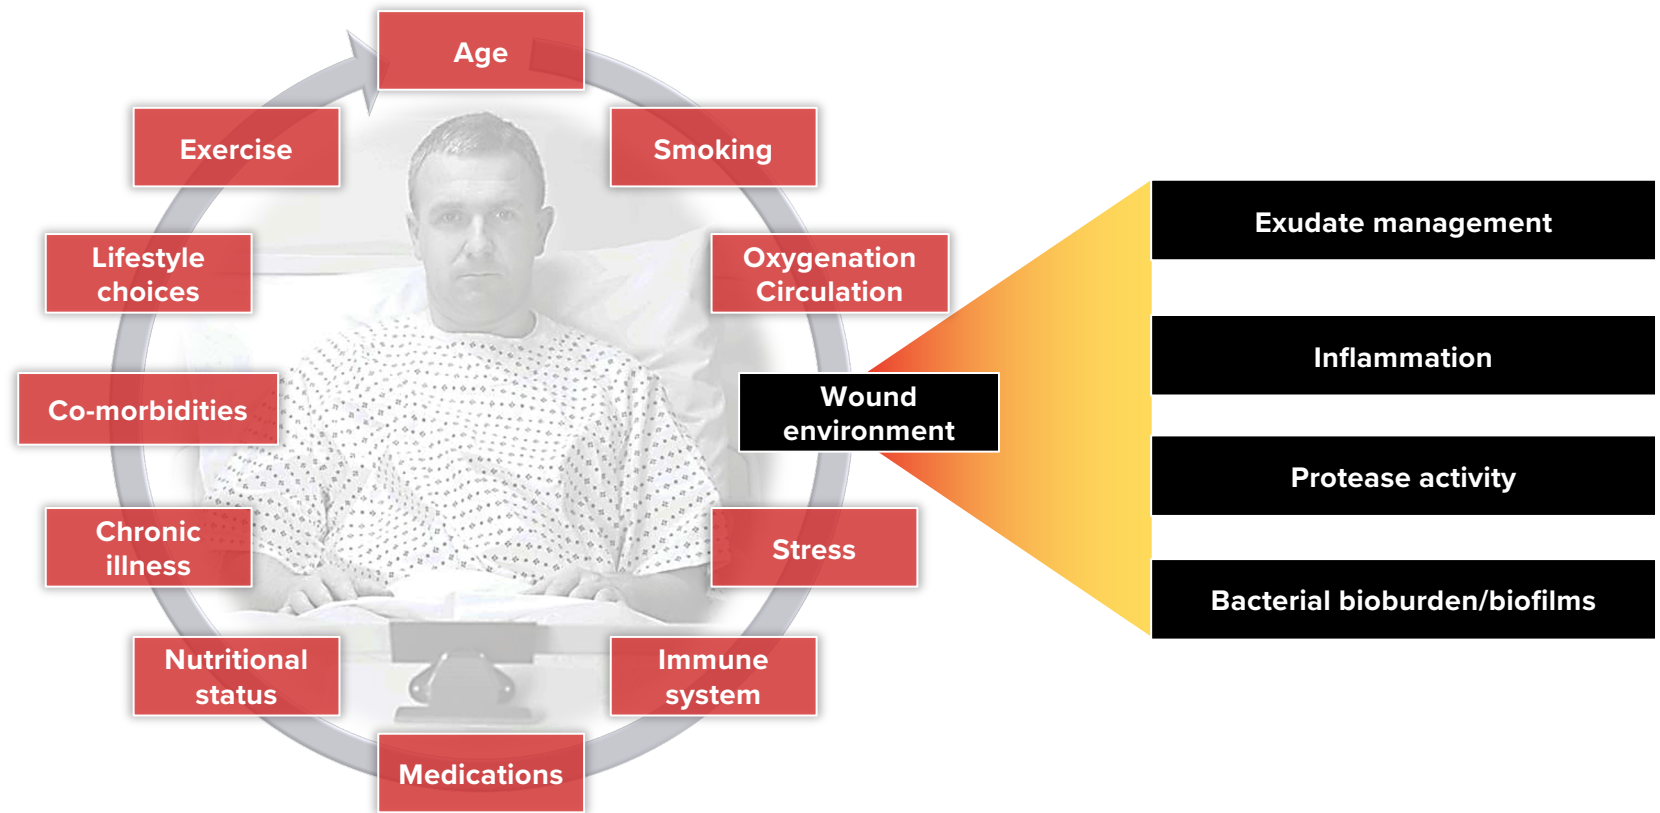 Age
Exercise
Smoking
Lifestyle
choices
Oxygenation
Circulation
Co-morbidities
Wound
environment
Chronic
illness
Stress
Nutritional
status
Immune
system
Medications
Exudate management
Inflammation
Protease activity
Bacterial bioburden/biofilms